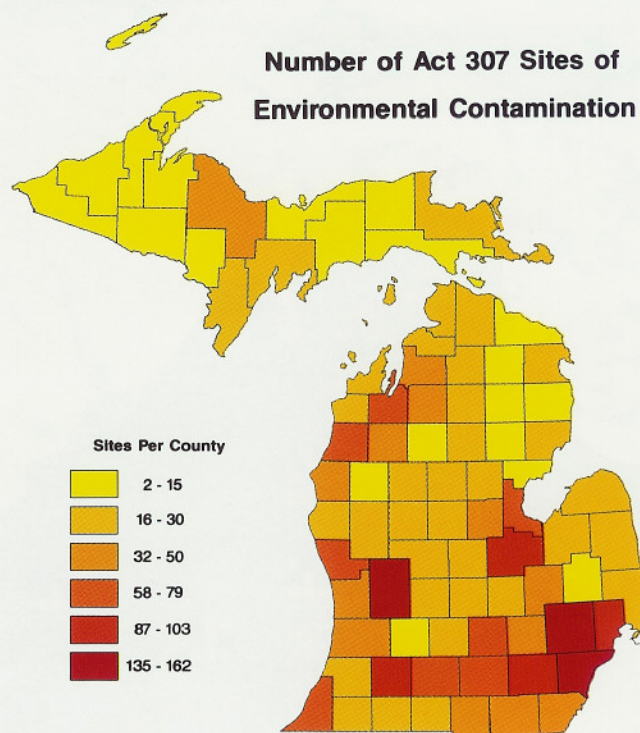 Number of Act 307 Sites of
Environmental Contamination
Sites Per County
2 - 15
16 - 30
32 - 50
58 - 79
87 - 103
135 - 162